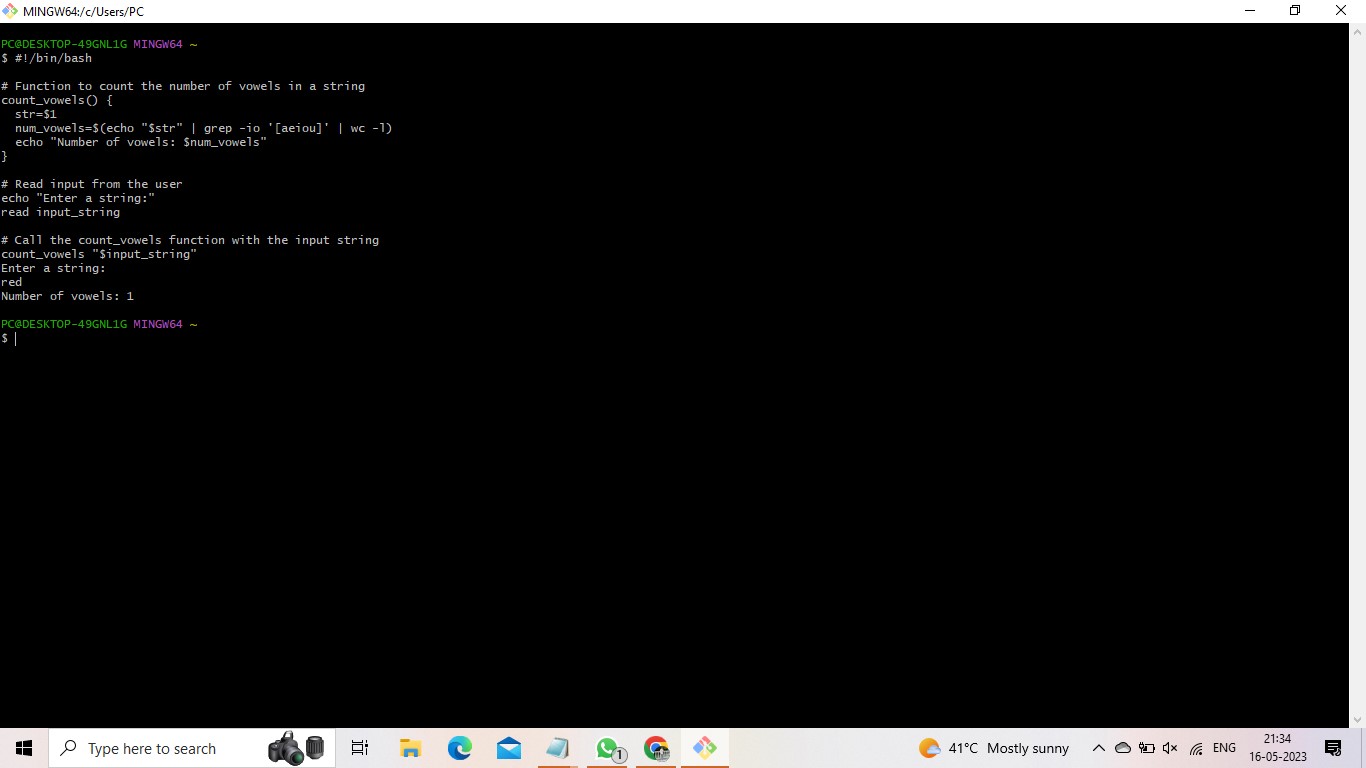 MINGW64:/c/Users/PC
PC@DESKTOP-49GNL1G MINGW64 ~
$ #!/bin/bash
# Function to count the number of vowels in a string
count_vowels() {
  str=$1
  num_vowels=$(echo "$str" | grep -io '[aeiou]' | wc -l)
  echo "Number of vowels: $num_vowels"
}
# Read input from the user
echo "Enter a string:"
read input_string
# Call the count_vowels function with the input string
count_vowels "$input_string"
Enter a string:
red
Number of vowels: 1
PC@DESKTOP-49GNL1G MINGW64 ~
$
Type here to search
1
41°C Mostly sunny
ENG
21:34
16-05-2023